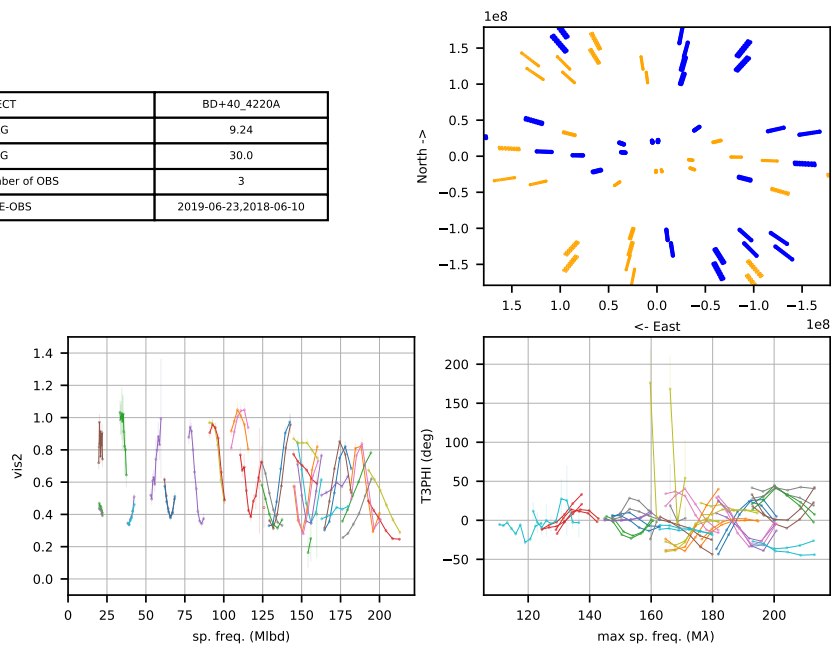 ECT BD+40_4220A
G 9.24
G 30.0
ber of OBS 3
E-OBS 2019-06-23,2018-06-10
1e8
1.5
1.0
0.5
0.0
−0.5
−1.0
−1.5
North ->
1.5 1.0 0.5 0.0 −0.5 −1.0 −1.5
<- East
1e8
1.4
1.2
1.0
0.8
0.6
0.4
0.2
0.0
vis2
0 25 50 75 100 125 150 175 200
sp. freq. (Mlbd)
200
150
100
50
0
−50
T3PHI (deg)
120 140 160 180 200
max sp. freq. (Mλ)